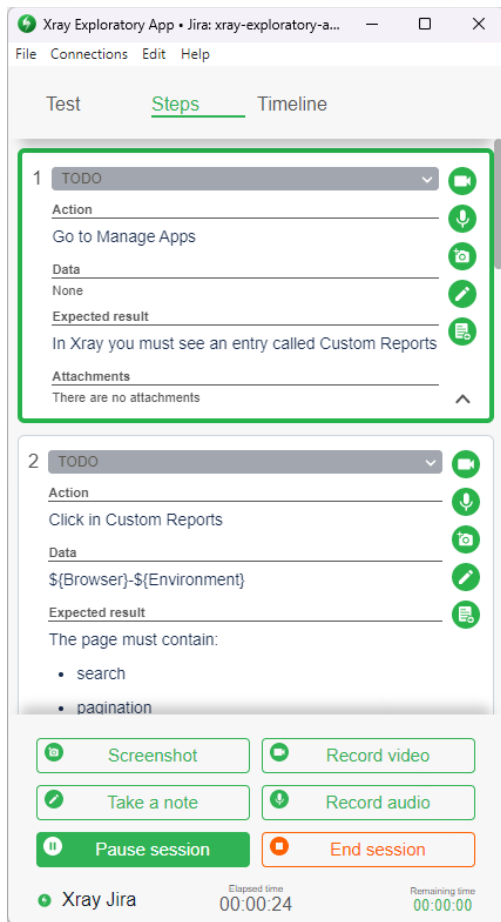 Xray Exploratory App • Jira: xray-exploratory-a...
File Connections Edit Help
Test Steps Timeline
1 TODO
Action
Go to Manage Apps
Data
None
Expected result
In Xray you must see an entry called Custom Reports
Attachments
There are no attachments
2 TODO
Action
Click in Custom Reports
Data
${Browser}-${Environment}
Expected result
The page must contain:
• search
• pagination
Screenshot Record video
Take a note Record audio
Pause session End session
Xray Jira
Elapsed time
00:00:24
Remaining time
00:00:00